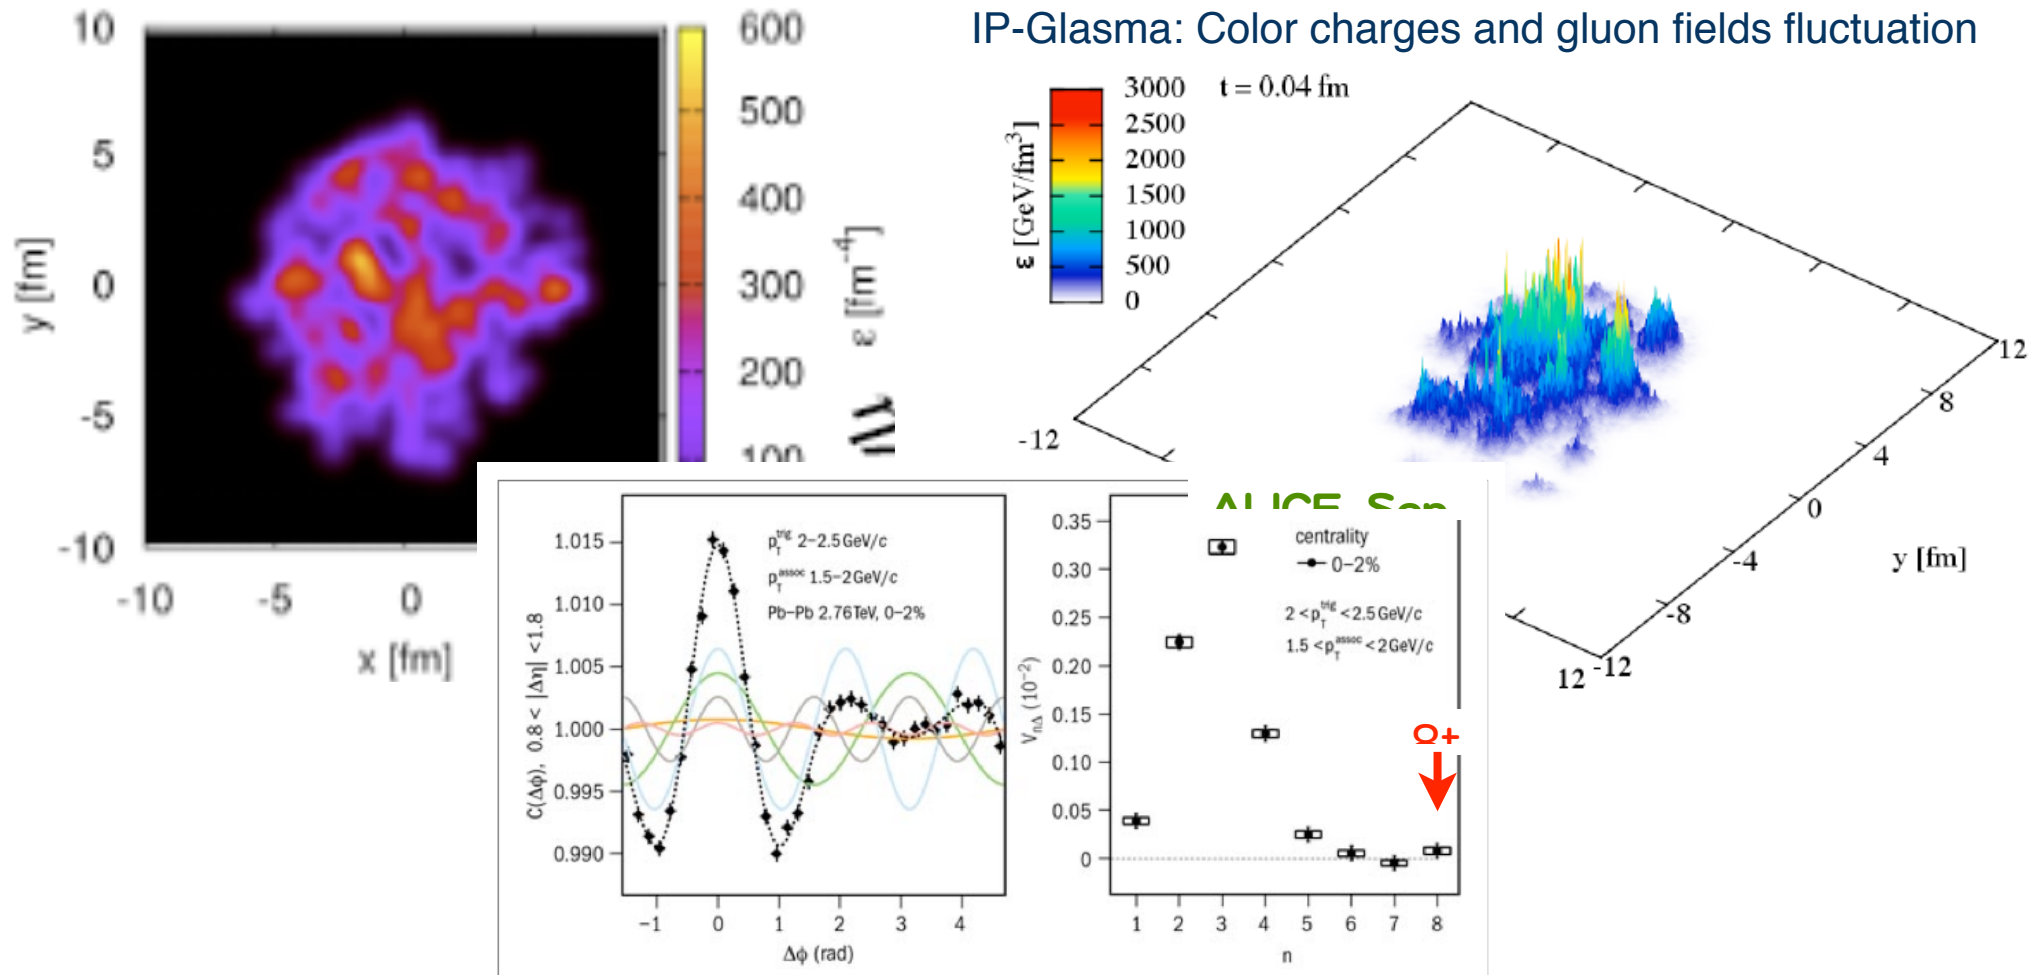 IP-Glasma: Color charges and gluon fields fluctuation
10
5
0
-5
-10
y [fm]
-10
-5
0
x [fm]
600
500
400
300
200
100
ε [fm⁻⁴]
3000
2500
2000
1500
1000
500
0
ε [GeV/fm³]
t = 0.04 fm
-12
12
8
4
0
-4
-8
-12
12
y [fm]
1.015
1.010
1.005
1.000
0.995
0.990
C(Δϕ), 0.8 < |Δη| <1.8
p_T^trig 2–2.5 GeV/c
p_T^assoc 1.5–2 GeV/c
Pb–Pb 2.76 TeV, 0–2%
−1 0 1 2 3 4
Δϕ (rad)
0.35
0.30
0.25
0.20
0.15
0.10
0.05
0
V_nΔ (10⁻²)
centrality
0–2%
2 < p_T^trig < 2.5 GeV/c
1.5 < p_T^assoc < 2 GeV/c
1 2 3 4 5 6 7 8
n